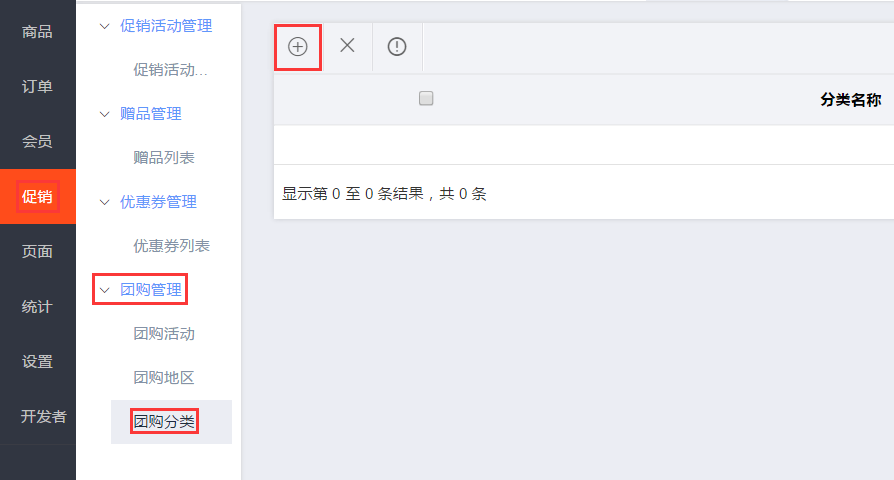 商品
订单
会员
促销
页面
统计
设置
开发者
促销活动管理
促销活动...
赠品管理
赠品列表
优惠券管理
优惠券列表
团购管理
团购活动
团购地区
团购分类
分类名称
显示第 0 至 0 条结果，共 0 条